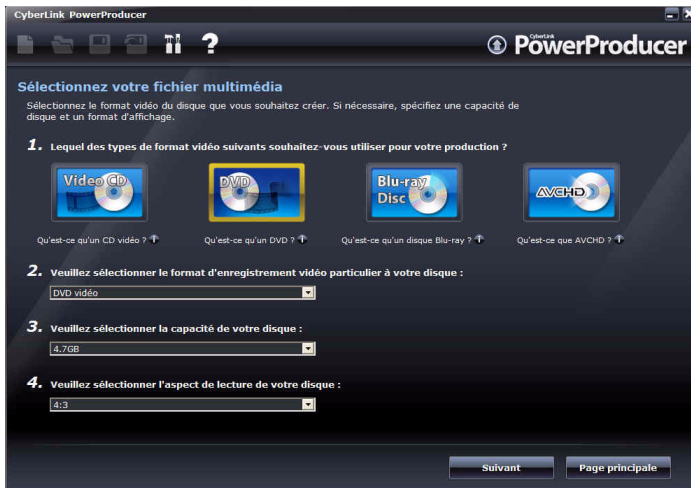 CyberLink PowerProducer
CyberLink
PowerProducer
Sélectionnez votre fichier multimédia
Sélectionnez le format vidéo du disque que vous souhaitez créer. Si nécessaire, spécifiez une capacité de
disque et un format d'affichage.
1. Lequel des types de format vidéo suivants souhaitez-vous utiliser pour votre production ?
Video CD
DVD
Blu-ray
Disc
AVCHD
Qu'est-ce qu'un CD vidéo ?
Qu'est-ce qu'un DVD ?
Qu'est-ce qu'un disque Blu-ray ?
Qu'est-ce que AVCHD ?
2. Veuillez sélectionner le format d'enregistrement vidéo particulier à votre disque :
DVD vidéo
3. Veuillez sélectionner la capacité de votre disque :
4.7GB
4. Veuillez sélectionner l'aspect de lecture de votre disque :
4:3
Suivant
Page principale